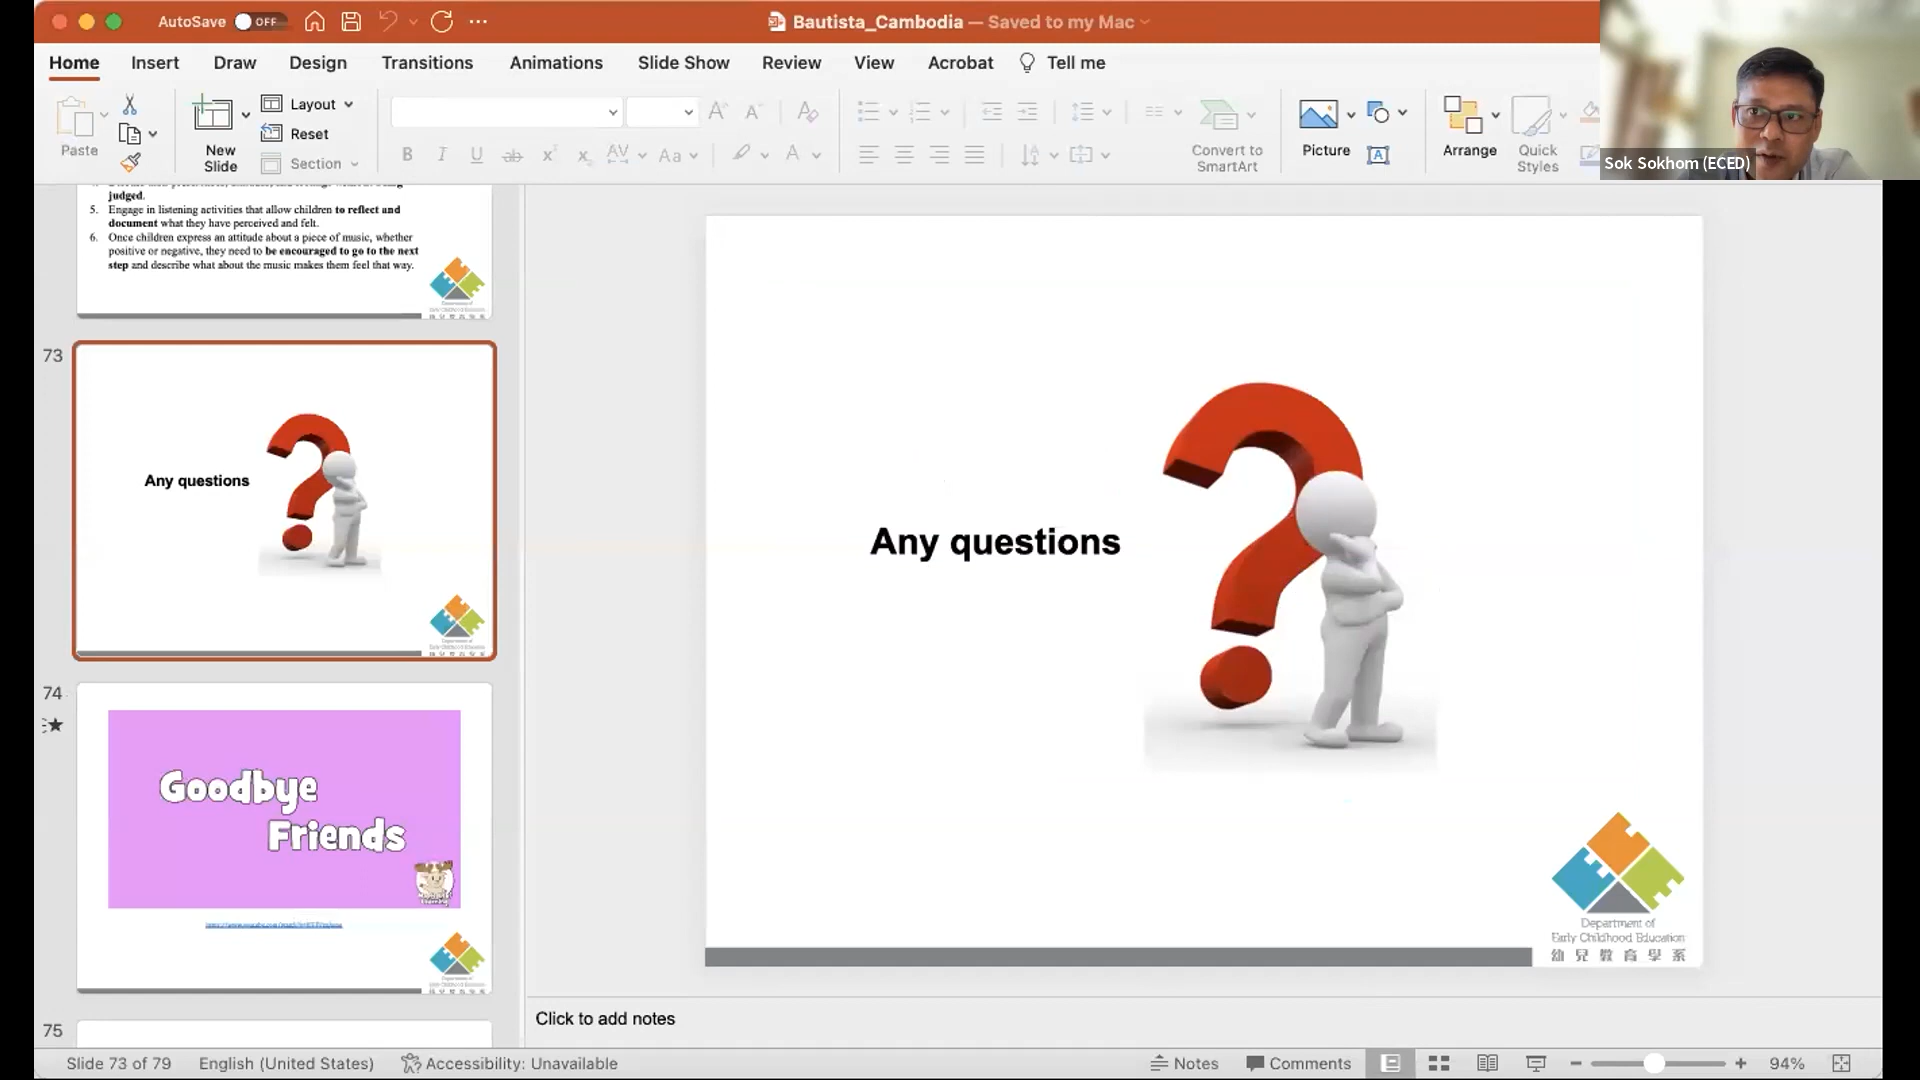 AutoSave OFF
Bautista_Cambodia — Saved to my Mac
Home Insert Draw Design Transitions Animations Slide Show Review View Acrobat Tell me
Paste
New Slide
Layout
Reset
Section
Convert to SmartArt
Picture
Arrange
Quick Styles
Sok Sokhom (ECED)
judged.
5. Engage in listening activities that allow children to reflect and
document what they have perceived and felt.
6. Once children express an attitude about a piece of music, whether
positive or negative, they need to be encouraged to go to the next
step and describe what about the music makes them feel that way.
73
Any questions
74
Goodbye
Friends
75
Any questions
Department of
Early Childhood Education
幼兒教育學系
Click to add notes
Slide 73 of 79 English (United States) Accessibility: Unavailable Notes Comments 94%